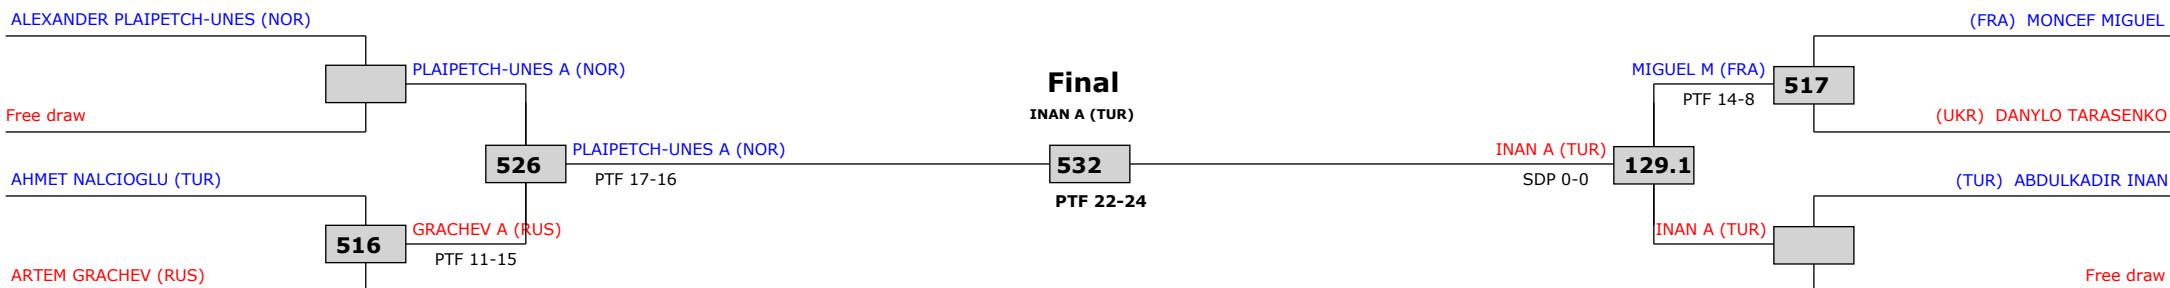 ALEXANDER PLAIPETCH-UNES (NOR)
(FRA) MONCEF MIGUEL
PLAIPETCH-UNES A (NOR)
Final
MIGUEL M (FRA)
517
PTF 14-8
Free draw
INAN A (TUR)
(UKR) DANYLO TARASENKO
526
PLAIPETCH-UNES A (NOR)
532
INAN A (TUR)
129.1
PTF 17-16
SDP 0-0
AHMET NALCIOGLU (TUR)
PTF 22-24
(TUR) ABDULKADIR INAN
516
GRACHEV A (RUS)
INAN A (TUR)
PTF 11-15
ARTEM GRACHEV (RUS)
Free draw